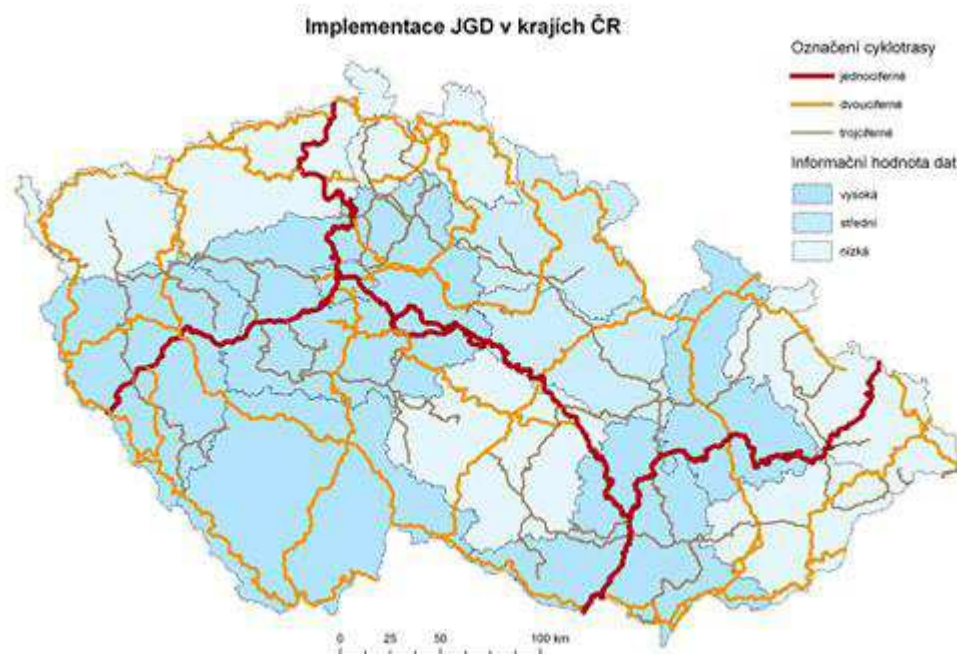 Implementace JGD v krajích ČR
Označení cyklotrasy
jednociferné
dvouciferné
trojciferné
Informační hodnota dat
vysoká
střední
nízká
0 25 50 100 km